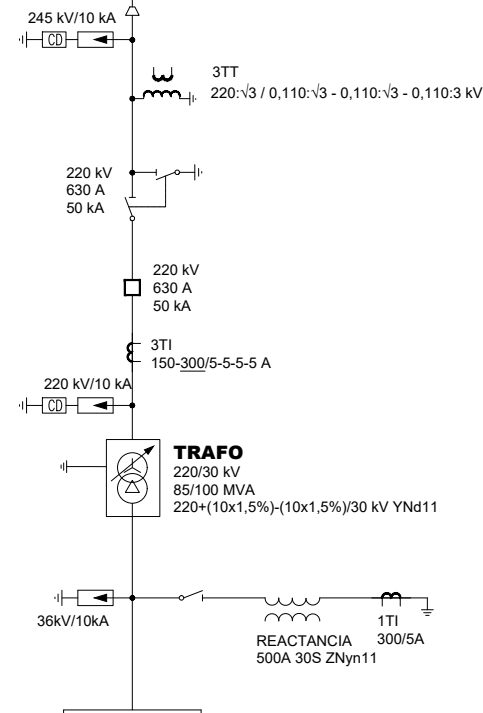 245 kV/10 kA
CD
3TT
220:√3 / 0,110:√3 - 0,110:√3 - 0,110:3 kV
220 kV
630 A
50 kA
220 kV
630 A
50 kA
3TI
150-300/5-5-5-5 A
220 kV/10 kA
CD
TRAFO
220/30 kV
85/100 MVA
220+(10x1,5%)-(10x1,5%)/30 kV YNd11
36kV/10kA
REACTANCIA
500A 30S ZNyn11
1TI
300/5A